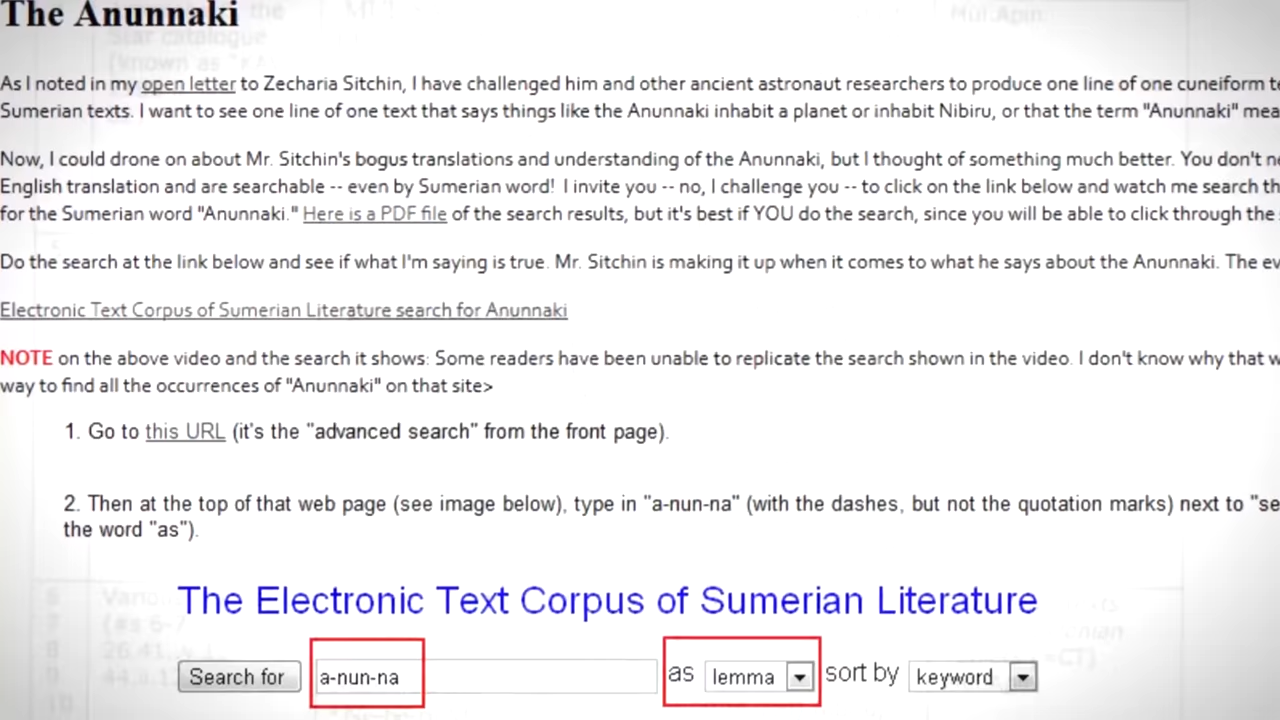 The Anunnaki
As I noted in my open letter to Zecharia Sitchin, I have challenged him and other ancient astronaut researchers to produce one line of one cuneiform te
Sumerian texts. I want to see one line of one text that says things like the Anunnaki inhabit a planet or inhabit Nibiru, or that the term "Anunnaki" mea
Now, I could drone on about Mr. Sitchin's bogus translations and understanding of the Anunnaki, but I thought of something much better. You don't ne
English translation and are searchable -- even by Sumerian word! I invite you -- no, I challenge you -- to click on the link below and watch me search th
for the Sumerian word "Anunnaki." Here is a PDF file of the search results, but it's best if YOU do the search, since you will be able to click through the
Do the search at the link below and see if what I'm saying is true. Mr. Sitchin is making it up when it comes to what he says about the Anunnaki. The ev
Electronic Text Corpus of Sumerian Literature search for Anunnaki
NOTE on the above video and the search it shows: Some readers have been unable to replicate the search shown in the video. I don't know why that w
way to find all the occurrences of "Anunnaki" on that site>
1. Go to this URL (it's the "advanced search" from the front page).
2. Then at the top of that web page (see image below), type in "a-nun-na" (with the dashes, but not the quotation marks) next to "se
the word "as").
The Electronic Text Corpus of Sumerian Literature
Search for a-nun-na as lemma sort by keyword